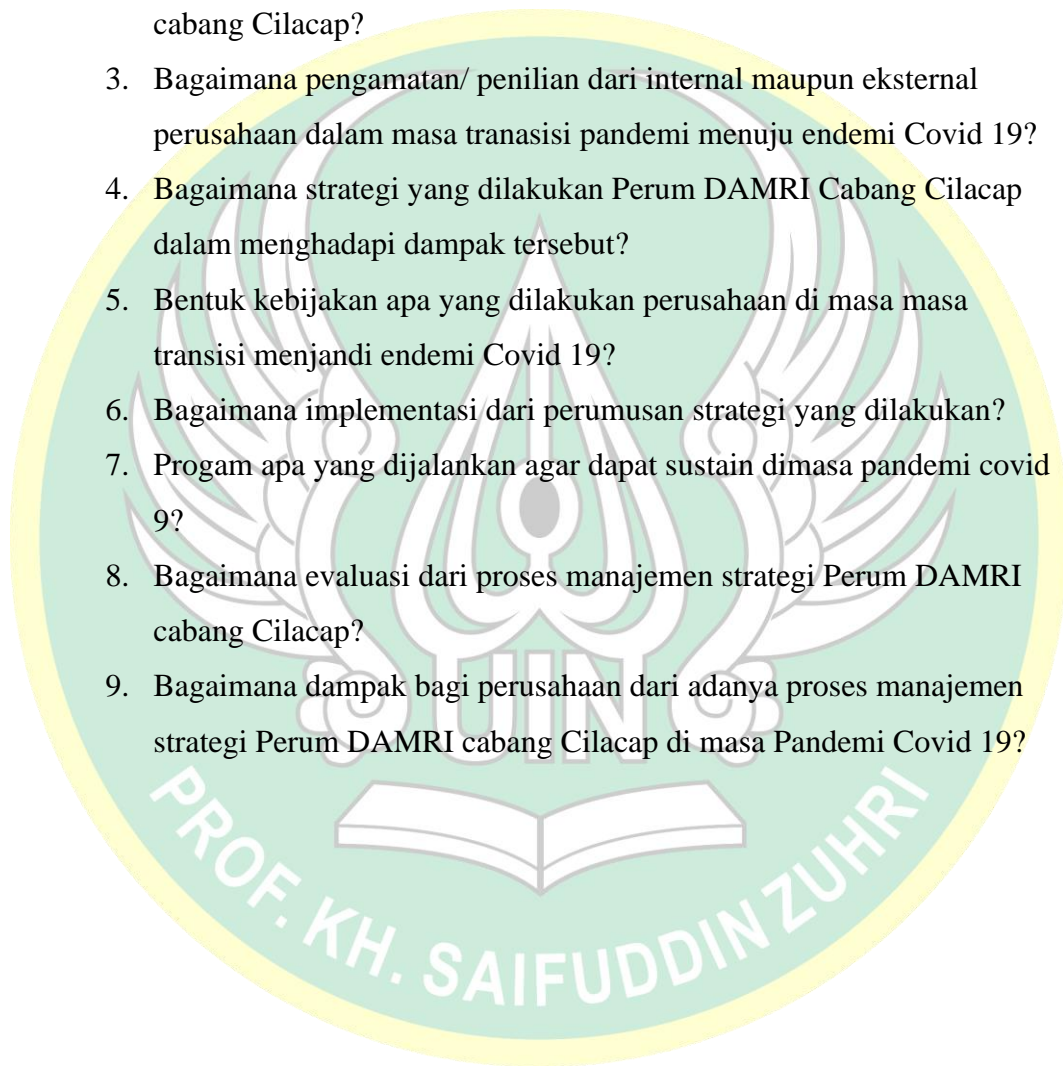 cabang Cilacap?
3. Bagaimana pengamatan/ penilian dari internal maupun eksternal
perusahaan dalam masa tranasisi pandemi menuju endemi Covid 19?
4. Bagaimana strategi yang dilakukan Perum DAMRI Cabang Cilacap
dalam menghadapi dampak tersebut?
5. Bentuk kebijakan apa yang dilakukan perusahaan di masa masa
transisi menjandi endemi Covid 19?
6. Bagaimana implementasi dari perumusan strategi yang dilakukan?
7. Progam apa yang dijalankan agar dapat sustain dimasa pandemi covid
9?
8. Bagaimana evaluasi dari proses manajemen strategi Perum DAMRI
cabang Cilacap?
9. Bagaimana dampak bagi perusahaan dari adanya proses manajemen
strategi Perum DAMRI cabang Cilacap di masa Pandemi Covid 19?
UIN
PROF. KH. SAIFUDDIN ZUHRI